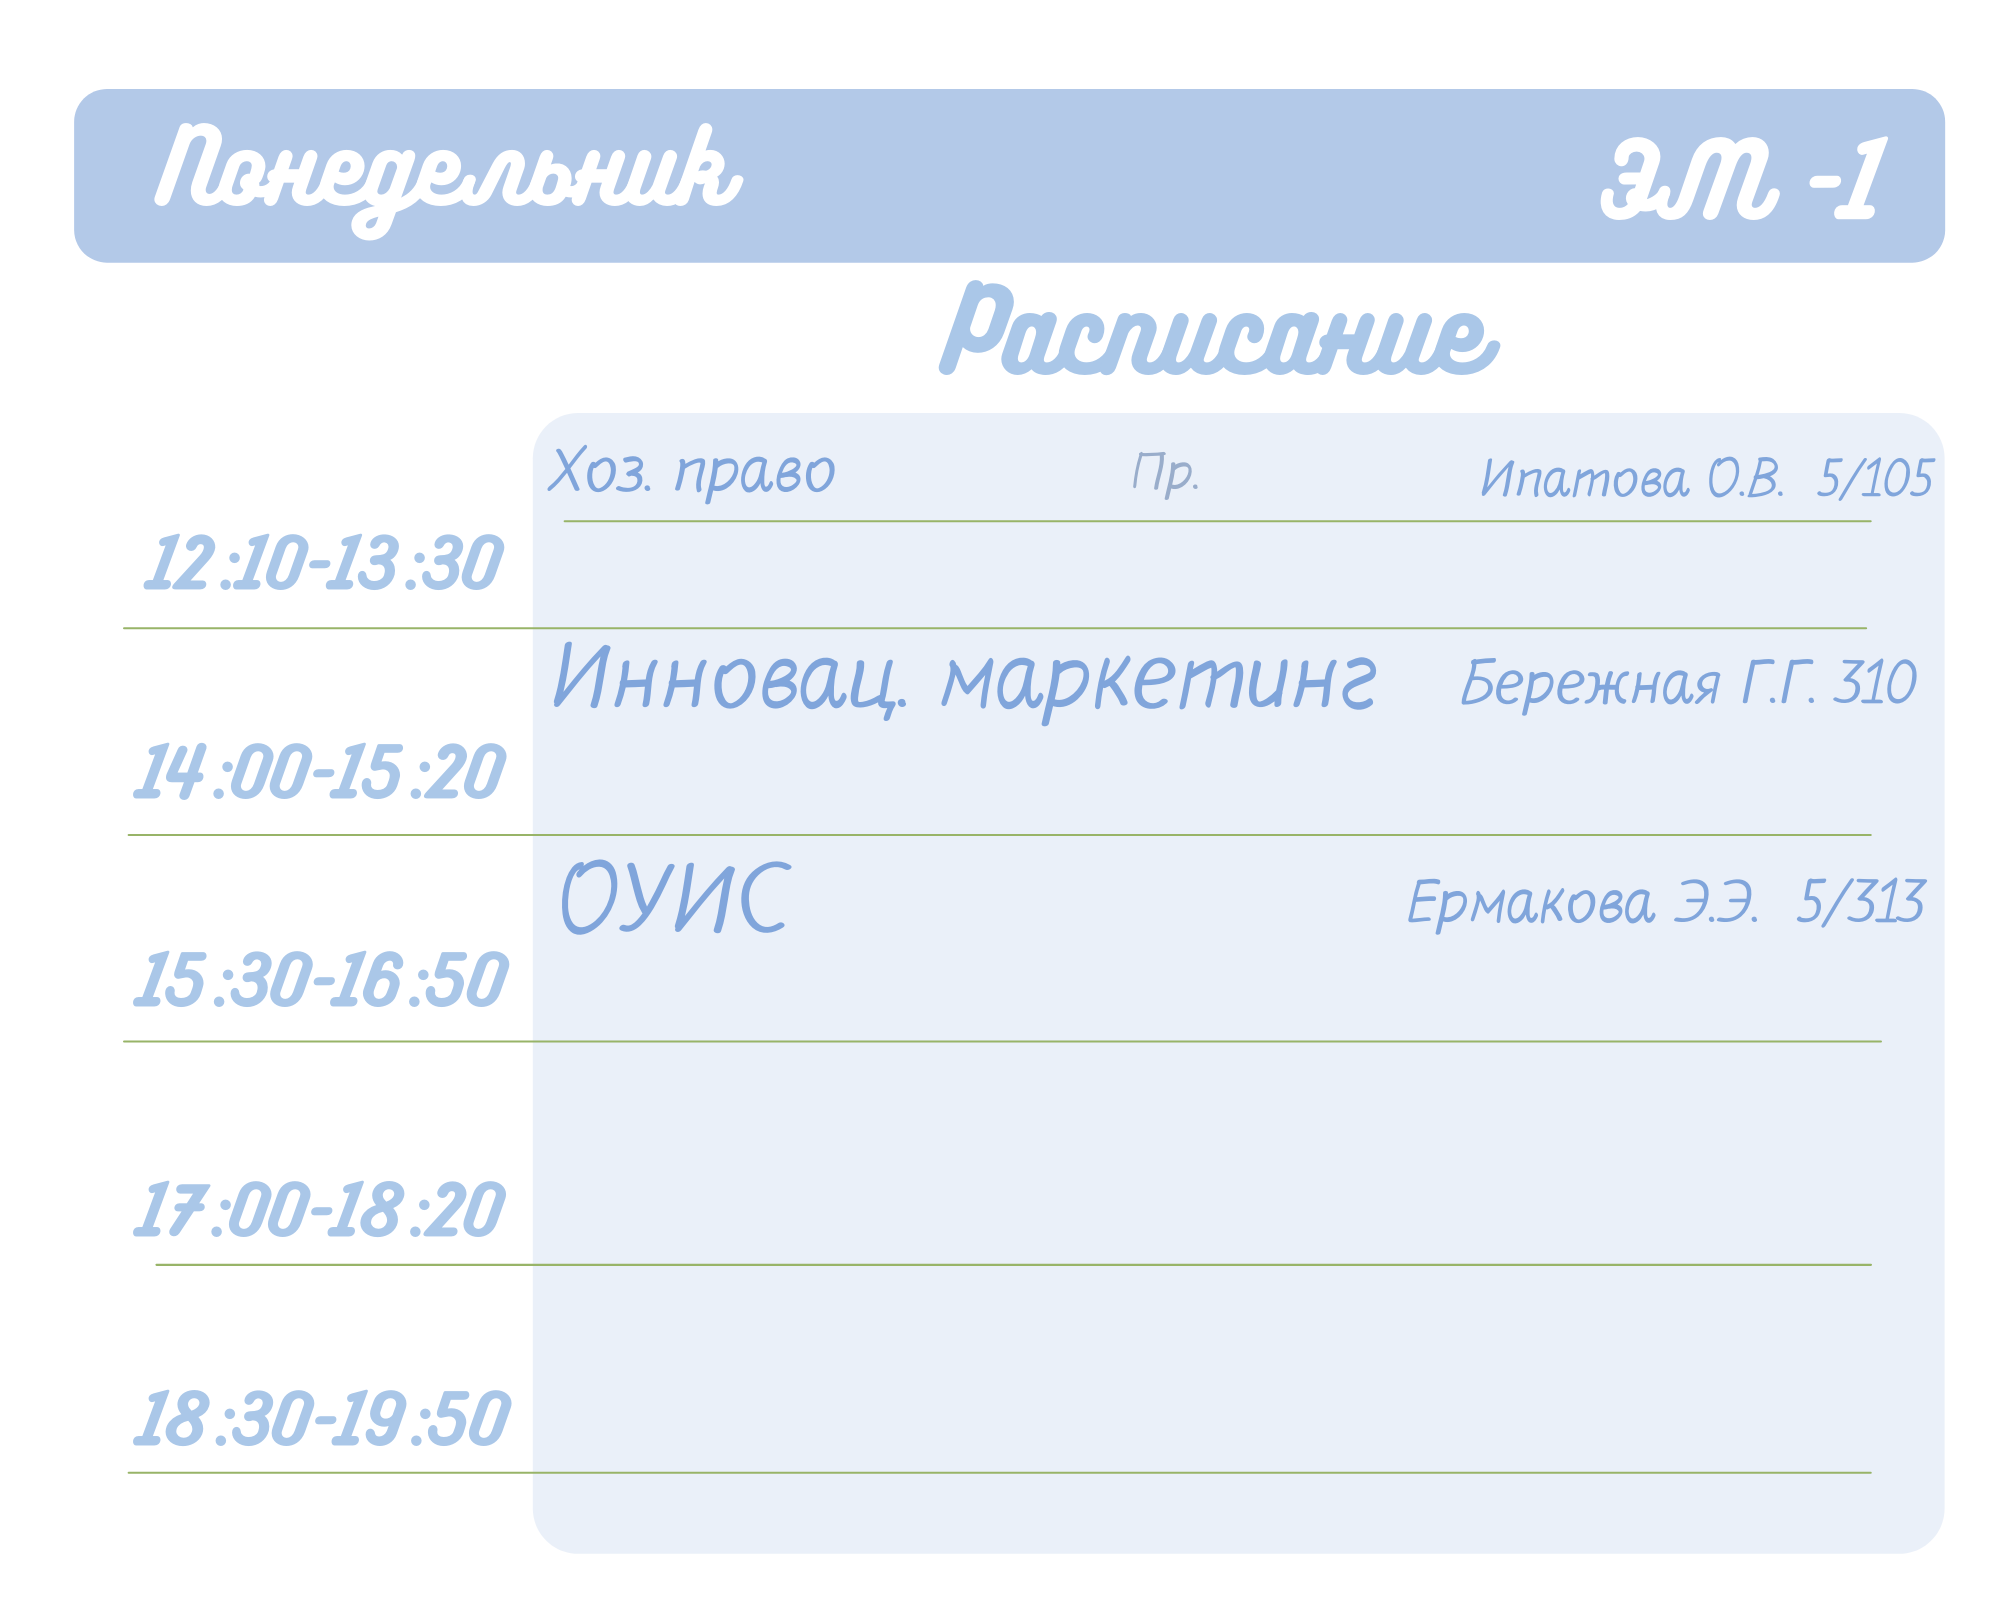 Понедельник ЭМ -1
Расписание
Хоз. право Пр. Ипатова О.В. 5/105
12:10-13:30
Инновац. маркетинг Бережная Г.Г. 310
14:00-15:20
ОУИС Ермакова Э.Э. 5/313
15:30-16:50
17:00-18:20
18:30-19:50